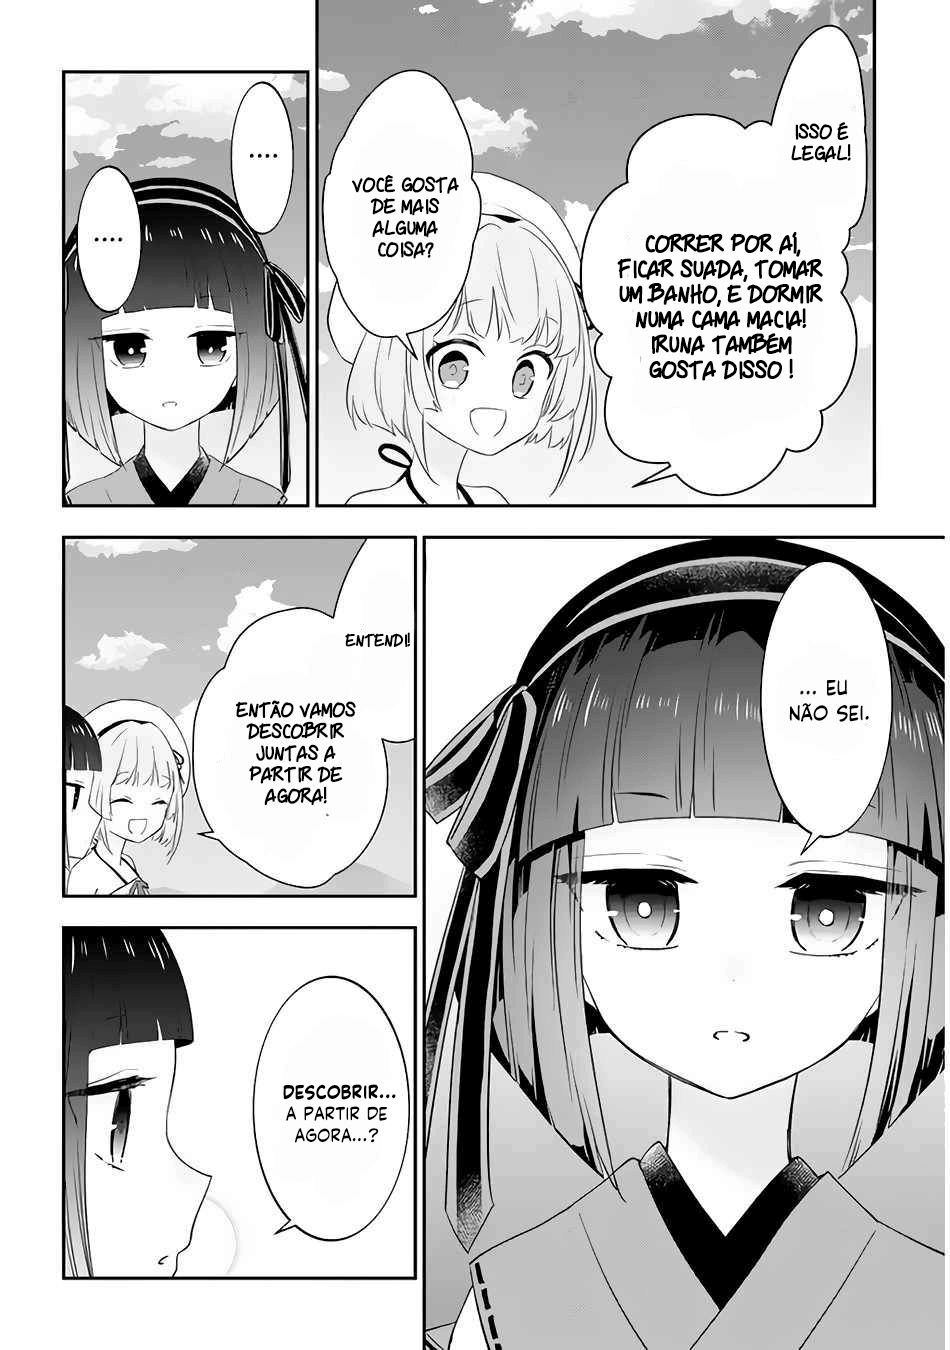 ISSO É
LEGAL!
CORRER POR AÍ,
FICAR SUADA, TOMAR
UM BANHO, E DORMIR
NUMA CAMA MACIA!
IRUNA TAMBÉM
GOSTA DISSO !
VOCÊ GOSTA
DE MAIS
ALGUMA
COISA?
....
....
... EU
NÃO SEI.
ENTENDI!
ENTÃO VAMOS
DESCOBRIR
JUNTAS A
PARTIR DE
AGORA!
DESCOBRIR...
A PARTIR DE
AGORA...?